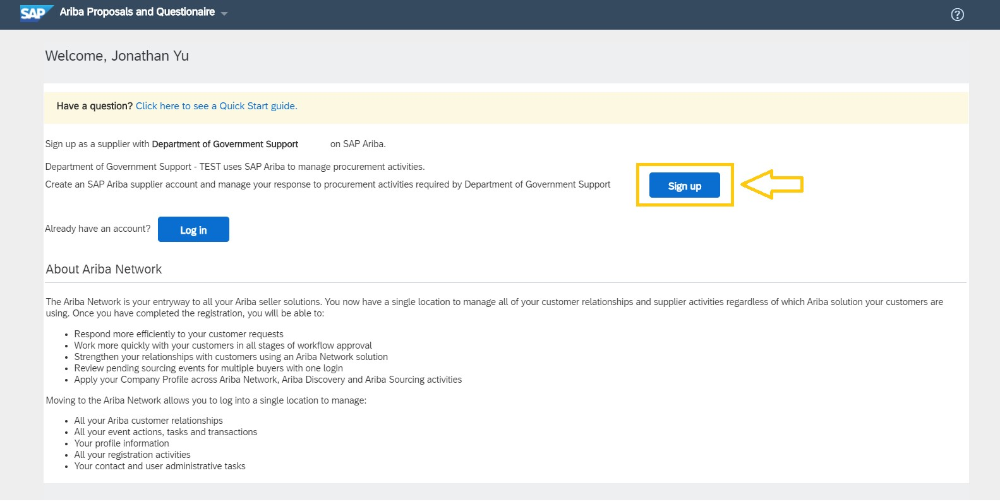 SAP Ariba Proposals and Questionaire
Welcome, Jonathan Yu
Have a question? Click here to see a Quick Start guide.
Sign up as a supplier with Department of Government Support on SAP Ariba.
Department of Government Support - TEST uses SAP Ariba to manage procurement activities.
Create an SAP Ariba supplier account and manage your response to procurement activities required by Department of Government Support
Sign up
Already have an account? Log in
About Ariba Network
The Ariba Network is your entryway to all your Ariba seller solutions. You now have a single location to manage all of your customer relationships and supplier activities regardless of which Ariba solution your customers are
using. Once you have completed the registration, you will be able to:
• Respond more efficiently to your customer requests
• Work more quickly with your customers in all stages of workflow approval
• Strengthen your relationships with customers using an Ariba Network solution
• Review pending sourcing events for multiple buyers with one login
• Apply your Company Profile across Ariba Network, Ariba Discovery and Ariba Sourcing activities
Moving to the Ariba Network allows you to log into a single location to manage:
• All your Ariba customer relationships
• All your event actions, tasks and transactions
• Your profile information
• All your registration activities
• Your contact and user administrative tasks